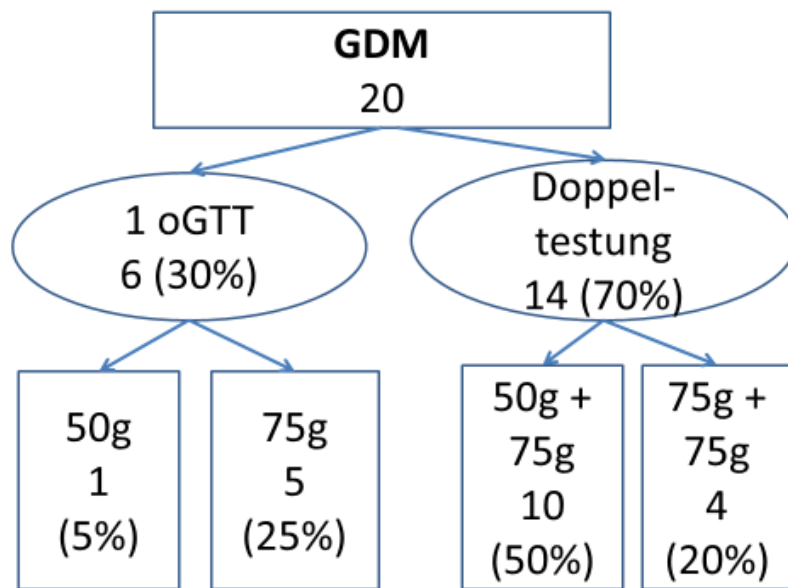 GDM
20
1 oGTT
6 (30%)
Doppel-
testung
14 (70%)
50g
1
(5%)
75g
5
(25%)
50g +
75g
10
(50%)
75g +
75g
4
(20%)